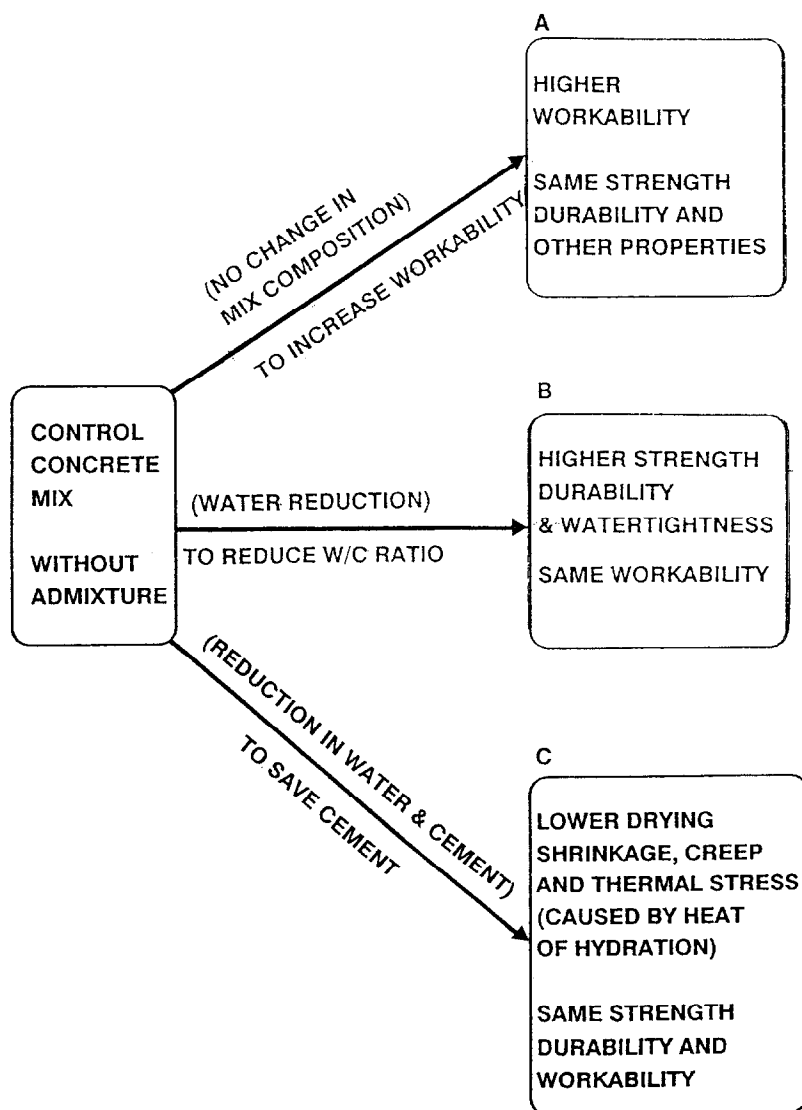 A
HIGHER
WORKABILITY
SAME STRENGTH
DURABILITY AND
OTHER PROPERTIES
(NO CHANGE IN
MIX COMPOSITION)
TO INCREASE WORKABILITY
CONTROL
CONCRETE
MIX
WITHOUT
ADMIXTURE
(WATER REDUCTION)
TO REDUCE W/C RATIO
B
HIGHER STRENGTH
DURABILITY
& WATERTIGHTNESS
SAME WORKABILITY
(REDUCTION IN WATER & CEMENT)
TO SAVE CEMENT
C
LOWER DRYING
SHRINKAGE, CREEP
AND THERMAL STRESS
(CAUSED BY HEAT
OF HYDRATION)
SAME STRENGTH
DURABILITY AND
WORKABILITY